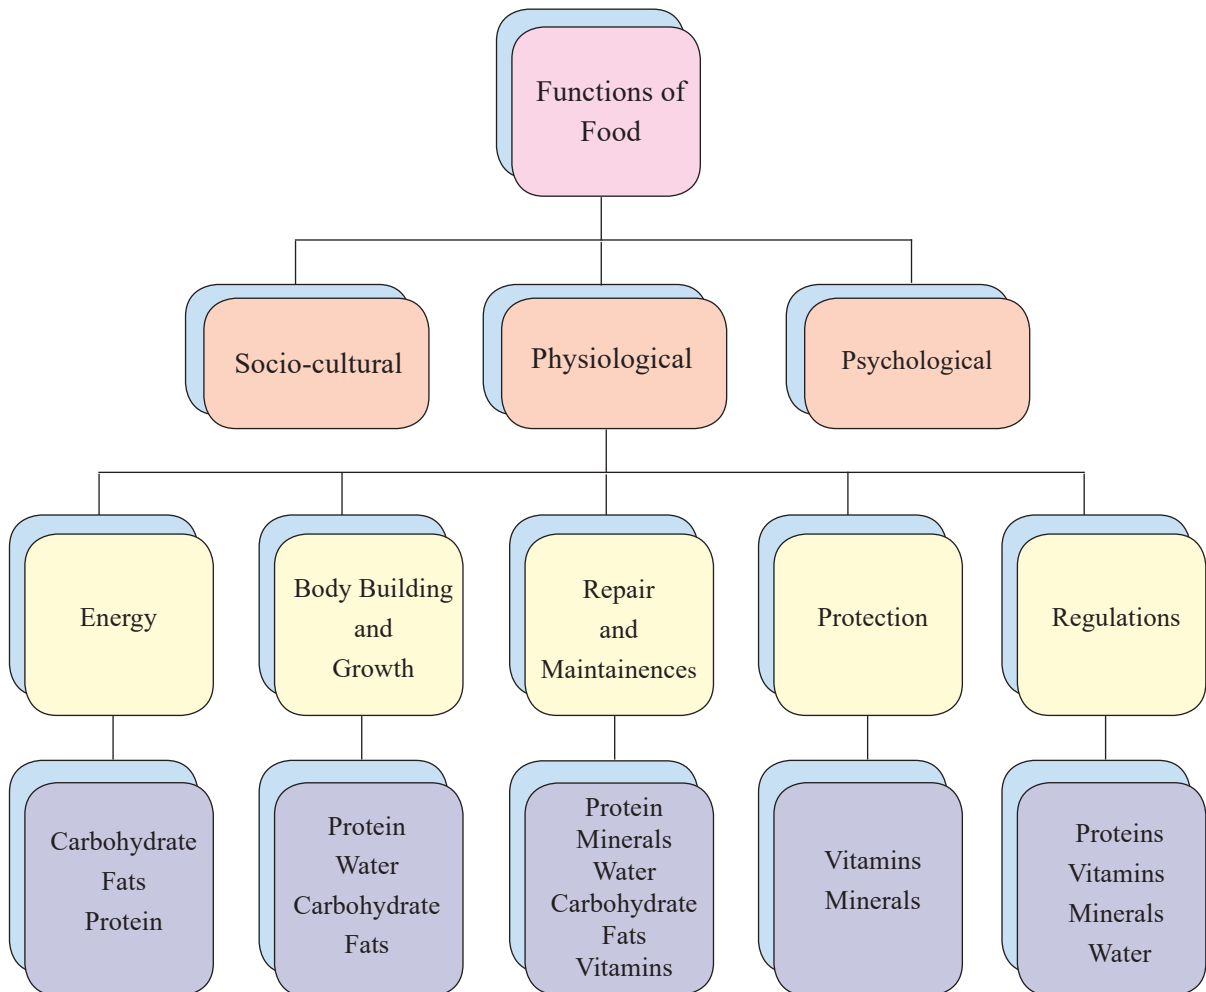 Functions of
Food
Socio-cultural
Physiological
Psychological
Energy
Body Building
and
Growth
Repair
and
Maintainences
Protection
Regulations
Carbohydrate
Fats
Protein
Protein
Water
Carbohydrate
Fats
Protein
Minerals
Water
Carbohydrate
Fats
Vitamins
Vitamins
Minerals
Proteins
Vitamins
Minerals
Water